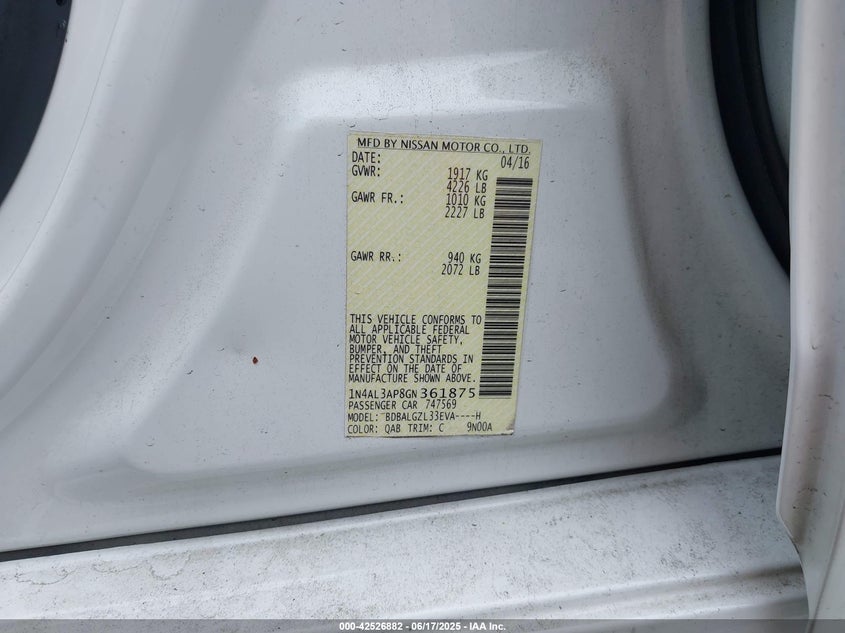 MFD BY NISSAN MOTOR CO., LTD.
DATE: 04/16
GVWR: 1917 KG
4226 LB
GAWR FR.: 1010 KG
2227 LB
GAWR RR.: 940 KG
2072 LB
THIS VEHICLE CONFORMS TO
ALL APPLICABLE FEDERAL
MOTOR VEHICLE SAFETY,
BUMPER, AND THEFT
PREVENTION STANDARDS IN
EFFECT ON THE DATE OF
MANUFACTURE SHOWN ABOVE.
1N4AL3AP8GN361875
PASSENGER CAR 747569
MODEL: BDBALGZL33EVA----H
COLOR: QAB TRIM: C 9N00A
000-42526882 - 06/17/2025 - IAA Inc.